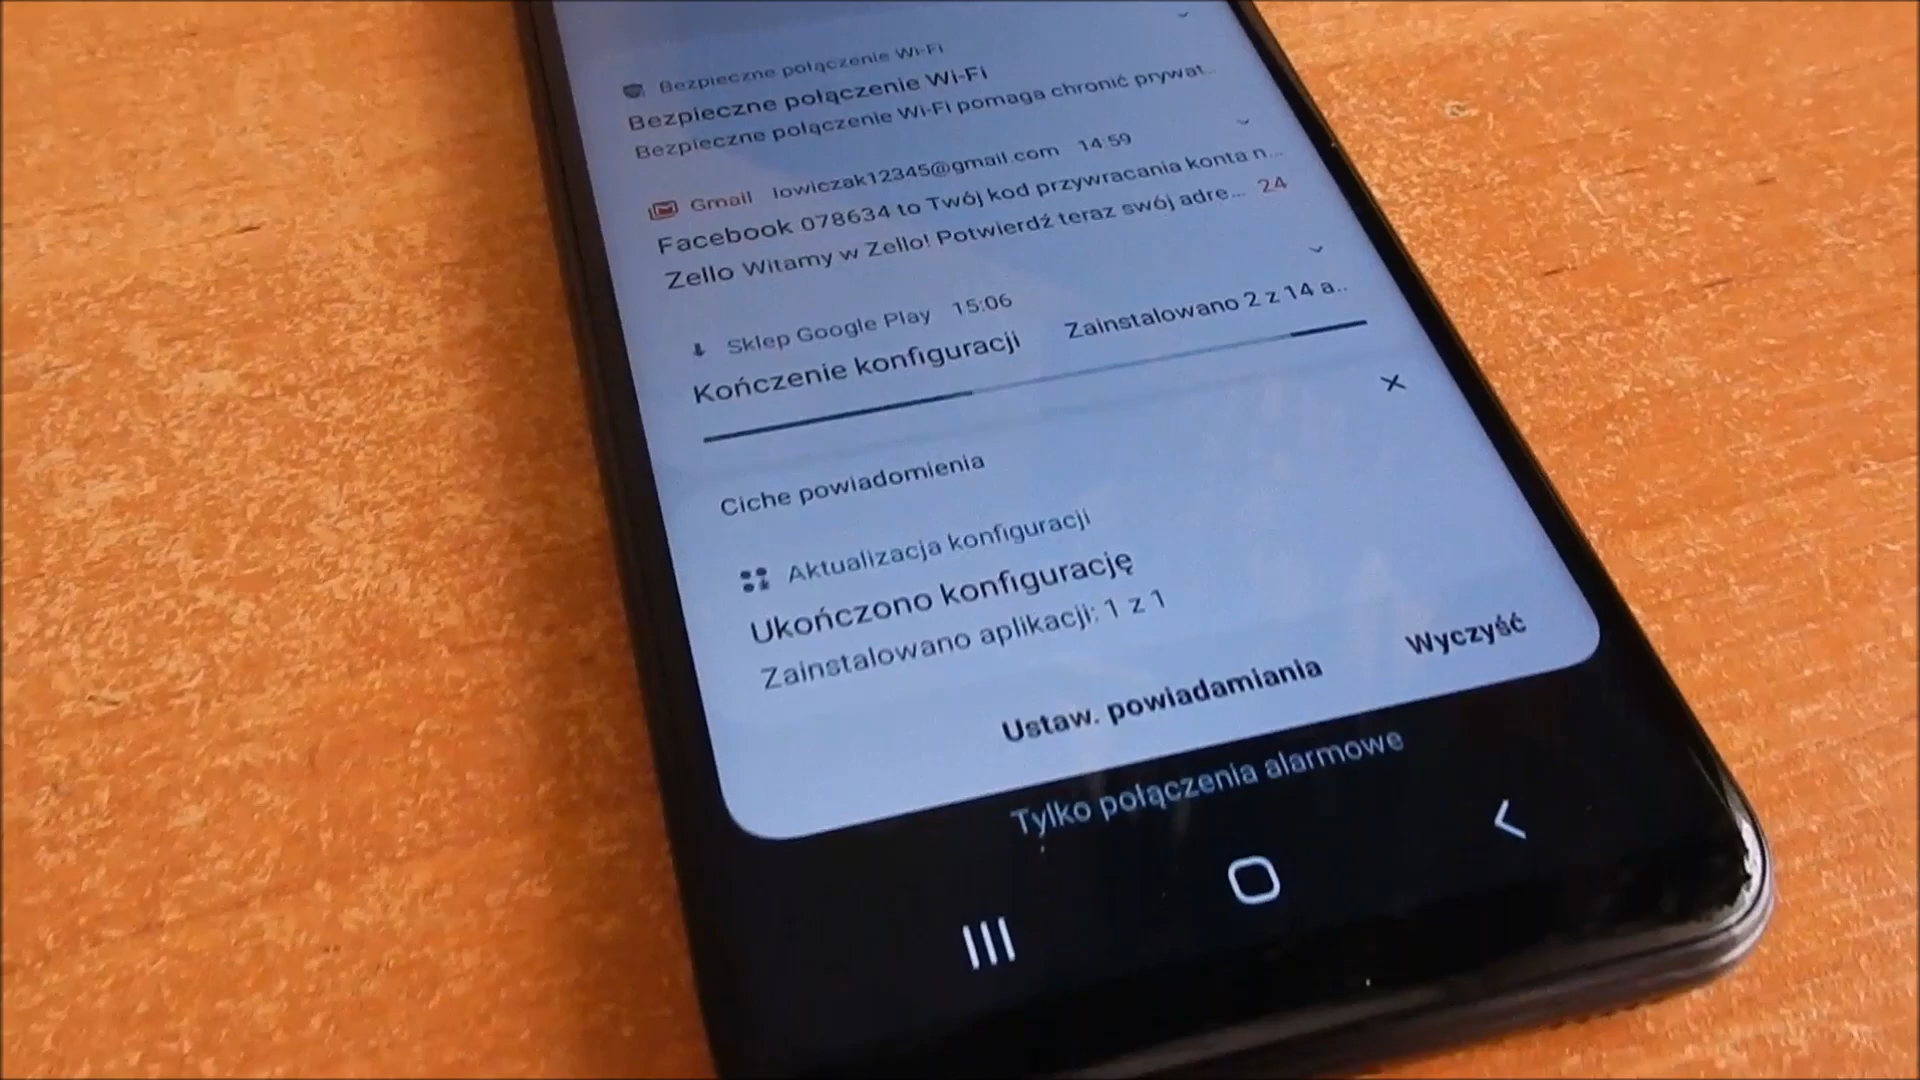 Bezpieczne połączenie Wi-Fi
Bezpieczne połączenie Wi-Fi
Bezpieczne połączenie Wi-Fi pomaga chronić prywat...
Gmail lowiczak12345@gmail.com 14:59
Facebook 078634 to Twój kod przywracania konta n...
Zello Witamy w Zello! Potwierdź teraz swój adre... 24
Sklep Google Play 15:06
Kończenie konfiguracji Zainstalowano 2 z 14 a..
Ciche powiadomienia
Aktualizacja konfiguracji
Ukończono konfigurację
Zainstalowano aplikacji: 1 z 1
Ustaw. powiadamiania Wyczyść
Tylko połączenia alarmowe